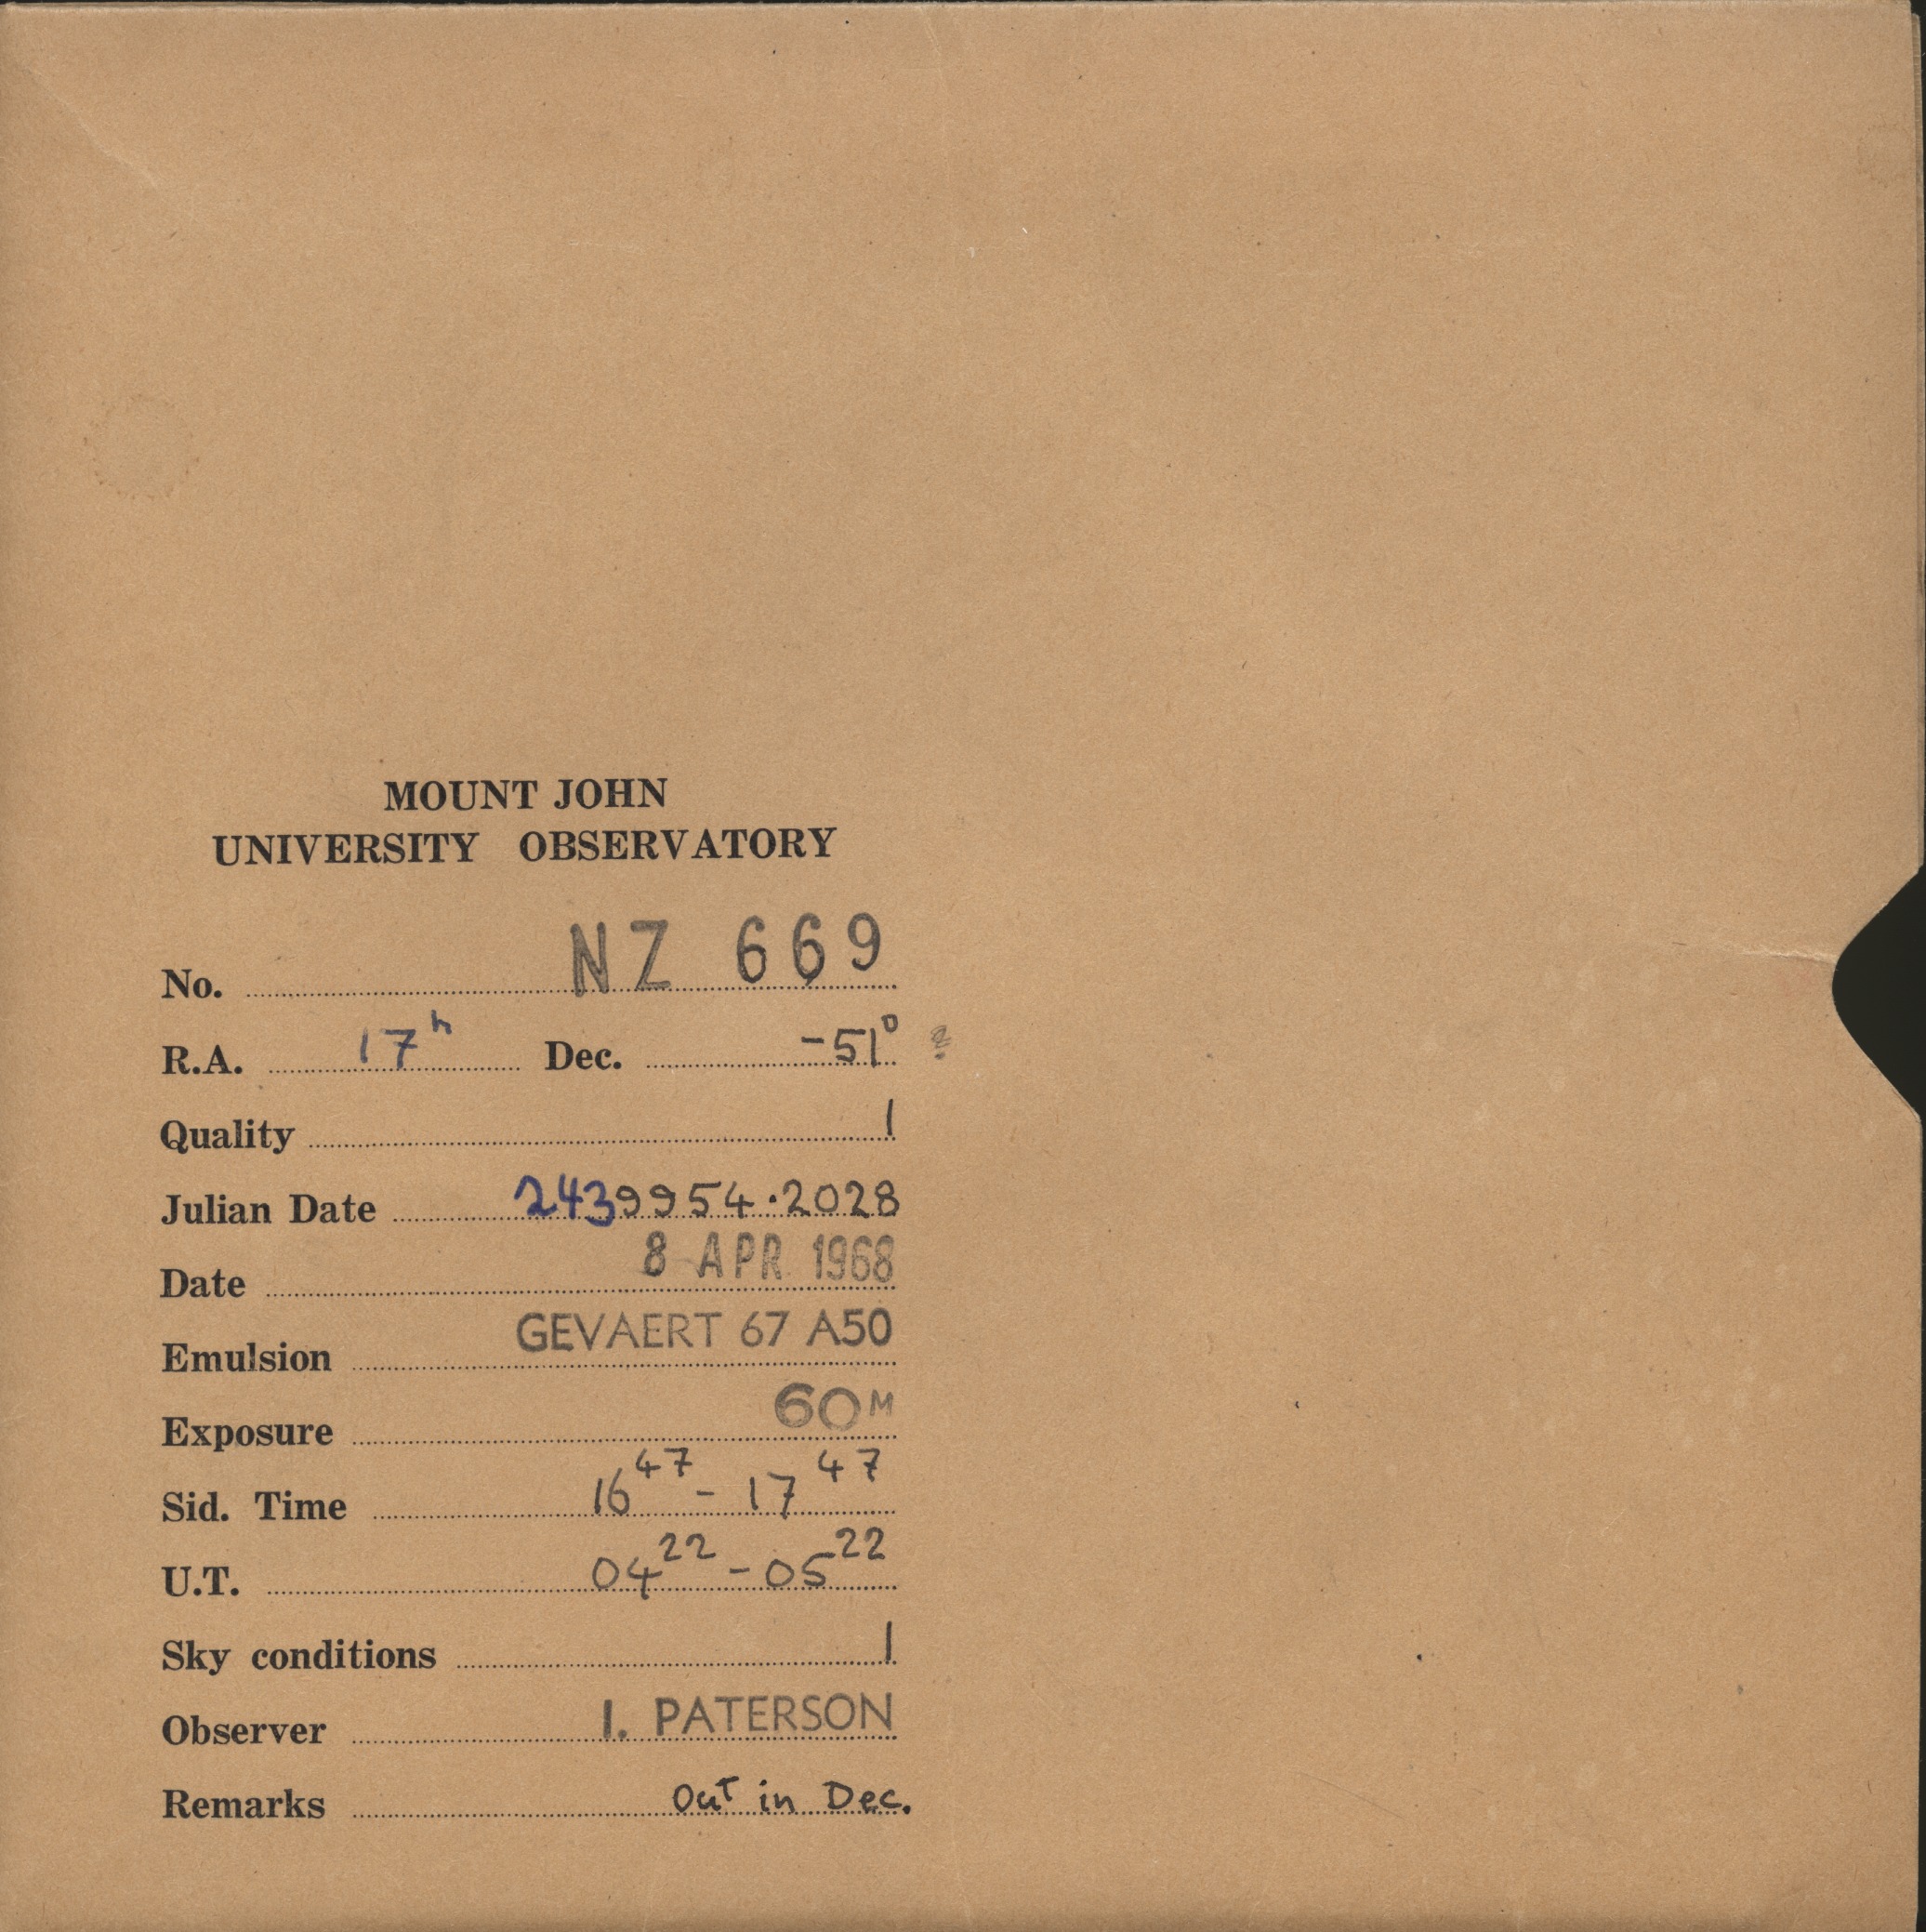 MOUNT JOHN
UNIVERSITY OBSERVATORY
No. NZ 669
R.A. 17h Dec. -51° ?
Quality 1
Julian Date 2439954.2028
Date 8 APR 1968
Emulsion GEVAERT 67 A50
Exposure 60M
Sid. Time 16 47 - 17 47
U.T. 04 22 - 05 22
Sky conditions 1
Observer I. PATERSON
Remarks Out in Dec.